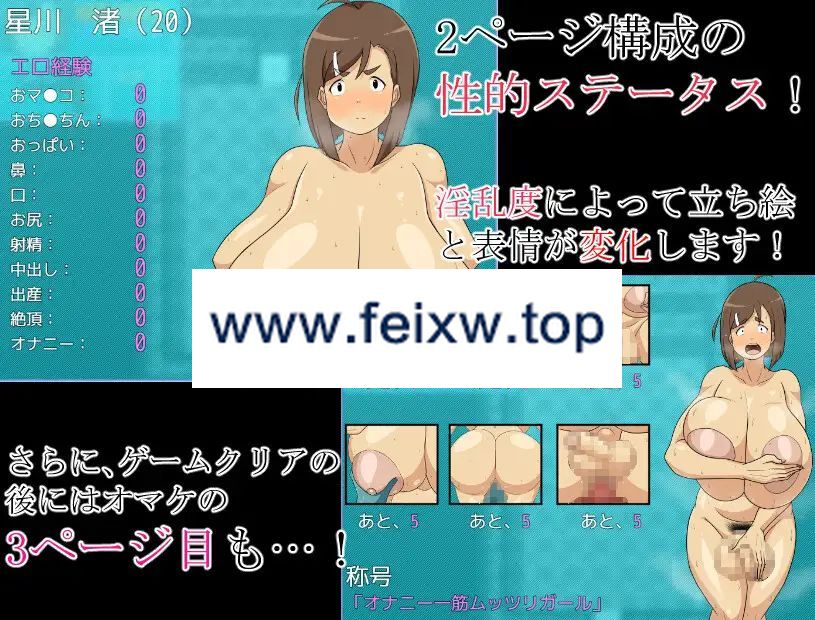 星川　渚（20）
エロ経験
おマ●コ： 0
おち●ちん： 0
おっぱい： 0
鼻： 0
口： 0
お尻： 0
射精： 0
中出し： 0
出産： 0
絶頂： 0
オナニー： 0
2ページ構成の
性的ステータス！
淫乱度によって立ち絵
と表情が変化します！
www.feixw.top
5
あと、5
あと、5
あと、5
さらに、ゲームクリアの
後にはオマケの
3ページ目も…！
称号
「オナニー一筋ムッツリガール」